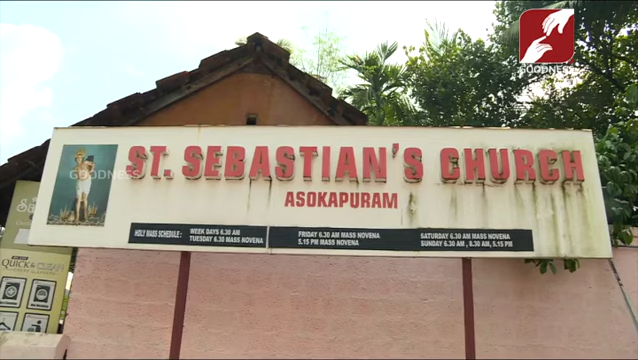 GOODNESS
ST. SEBASTIAN'S CHURCH
GOODNESS
GOODNESS
ASOKAPURAM
HOLY MASS SCHEDULE :
WEEK DAYS 6.30 AM
TUESDAY 6.30 MASS NOVENA
FRIDAY 6.30 AM MASS NOVENA
5.15 PM MASS NOVENA
SATURDAY 6.30 AM MASS NOVENA
SUNDAY 6.30 AM , 8.30 AM, 5.15 PM
QUICK & CLEAN